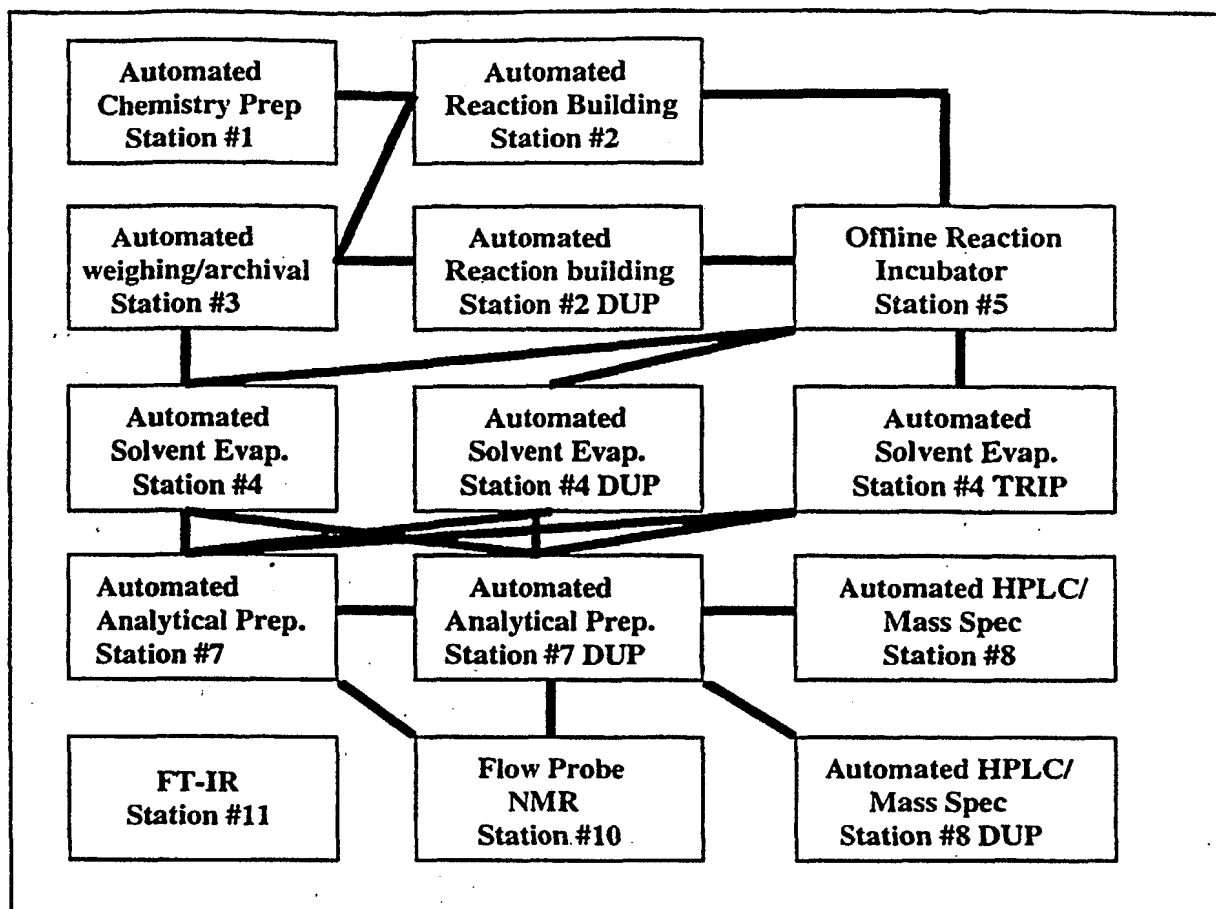 Automated
Chemistry Prep
Station #1
Automated
Reaction Building
Station #2
Automated
weighing/archival
Station #3
Automated
Reaction building
Station #2 DUP
Offline Reaction
Incubator
Station #5
Automated
Solvent Evap.
Station #4
Automated
Solvent Evap.
Station #4 DUP
Automated
Solvent Evap.
Station #4 TRIP
Automated
Analytical Prep.
Station #7
Automated
Analytical Prep.
Station #7 DUP
Automated HPLC/
Mass Spec
Station #8
FT-IR
Station #11
Flow Probe
NMR
Station #10
Automated HPLC/
Mass Spec
Station #8 DUP